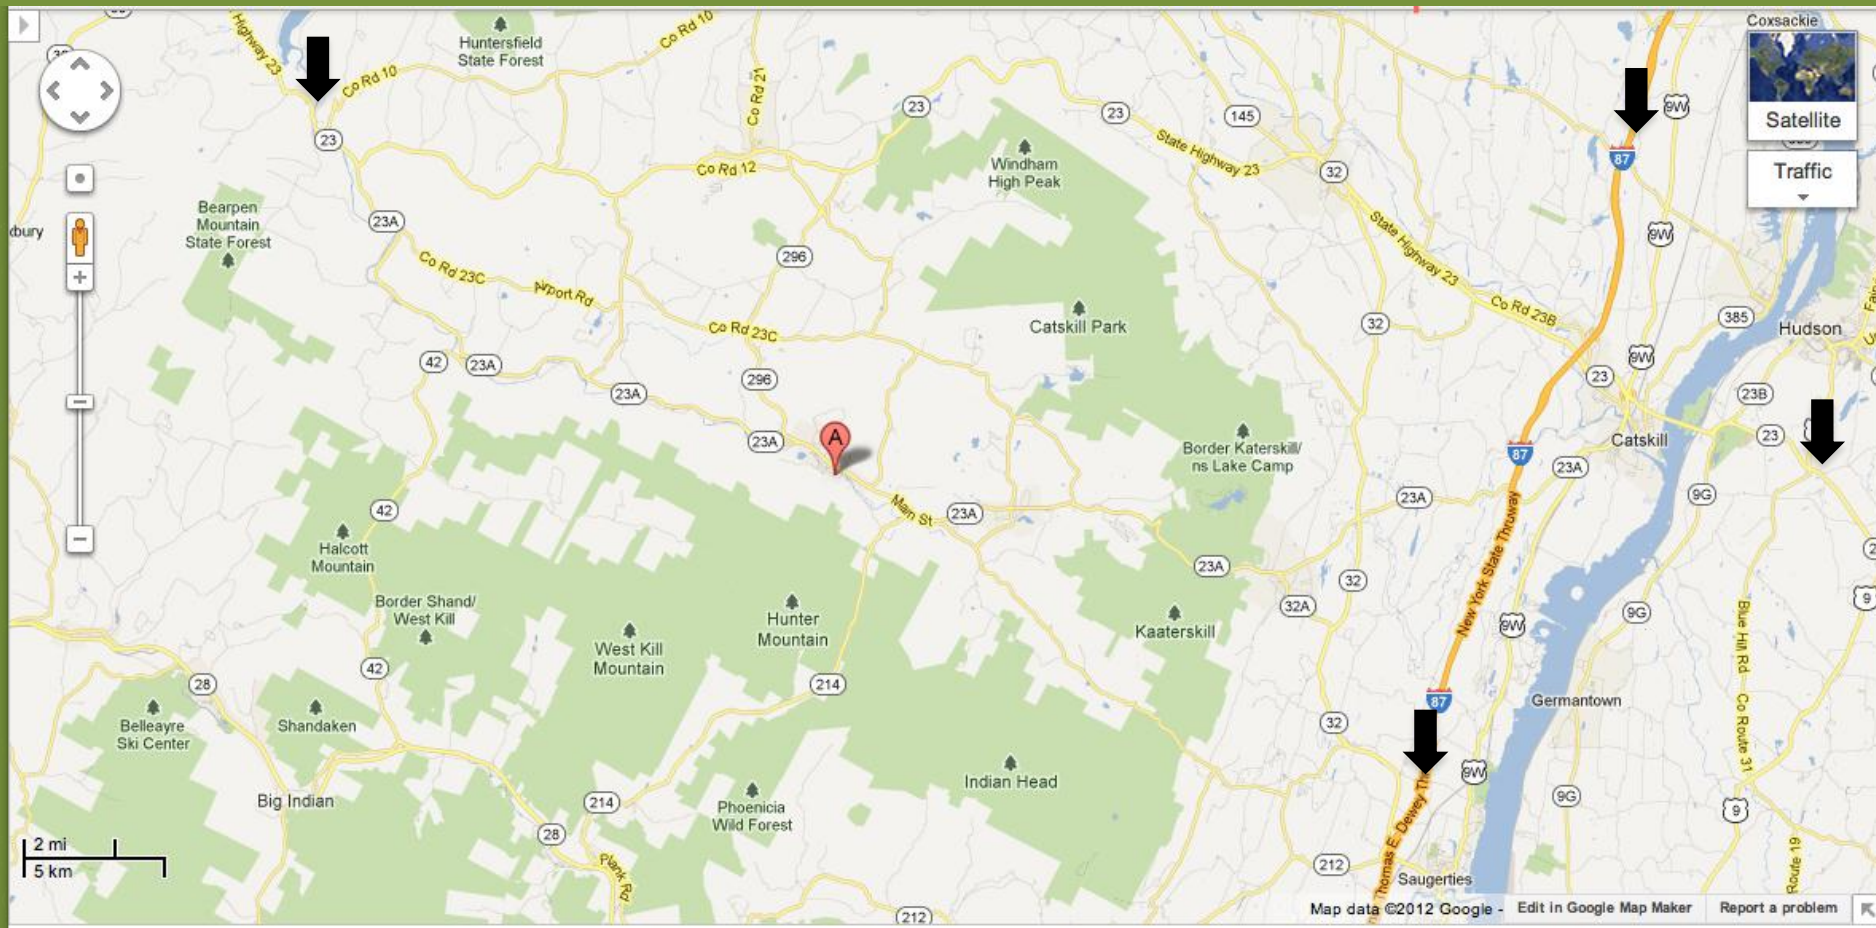 Coxsackie
Highway 23
Huntersfield
State Forest
Co Rd 10
Co Rd 10
Co Rd 21
23
23
23
145
9W
Satellite
State Highway 23
87
Windham
High Peak
Co Rd 12
32
Traffic
Bearpen
Mountain
State Forest
dbury
23A
9W
State Highway 23
296
Co Rd 23C
Airport Rd
Catskill Park
Co Rd 23C
32
Co Rd 23B
385
Hudson
42
23A
296
9W
23
23A
23B
23A
A
Border Katerskill/
ns Lake Camp
Catskill
23
87
23A
42
Main St
23A
23A
9G
New York State Thruway
Halcott
Mountain
23A
32
Border Shand/
West Kill
Hunter
Mountain
32A
Kaaterskill
9W
9G
9
West Kill
Mountain
Blue Hill Rd
42
28
214
87
Germantown
Co Route 31
Belleayre
Ski Center
Shandaken
32
Indian Head
9W
Big Indian
214
Phoenicia
Wild Forest
9G
9
28
Thomas E. Dewey Th
2 mi
5 km
Plank Rd
212
Saugerties
Route 19
212
Map data ©2012 Google -
Edit in Google Map Maker
Report a problem